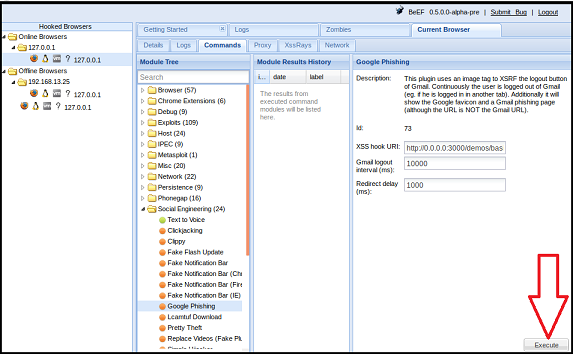 BeEF 0.5.0.0-alpha-pre | Submit Bug | Logout
Hooked Browsers
Online Browsers
127.0.0.1
? 127.0.0.1
Offline Browsers
192.168.13.25
? 127.0.0.1
Getting Started
Logs
Zombies
Current Browser
Details
Logs
Commands
Proxy
XssRays
Network
Module Tree
Search
Browser (57)
Chrome Extensions (6)
Debug (9)
Exploits (109)
Host (24)
IPEC (9)
Metasploit (1)
Misc (20)
Network (22)
Persistence (9)
Phonegap (16)
Social Engineering (24)
Text to Voice
Clickjacking
Clippy
Fake Flash Update
Fake Notification Bar
Fake Notification Bar (Chr
Fake Notification Bar (Fire
Fake Notification Bar (IE)
Google Phishing
Lcamtuf Download
Pretty Theft
Replace Videos (Fake Plu
Module Results History
i... date label
The results from
executed command
modules will be listed
here.
Google Phishing
Description: This plugin uses an image tag to XSRF the logout button
of Gmail. Continuously the user is logged out of Gmail
(eg. if he is logged in in another tab). Additionally it will
show the Google favicon and a Gmail phishing page
(although the URL is NOT the Gmail URL).
Id: 73
XSS hook URI: http://0.0.0.0:3000/demos/bas
Gmail logout
interval (ms): 10000
Redirect delay
(ms): 1000
Execute